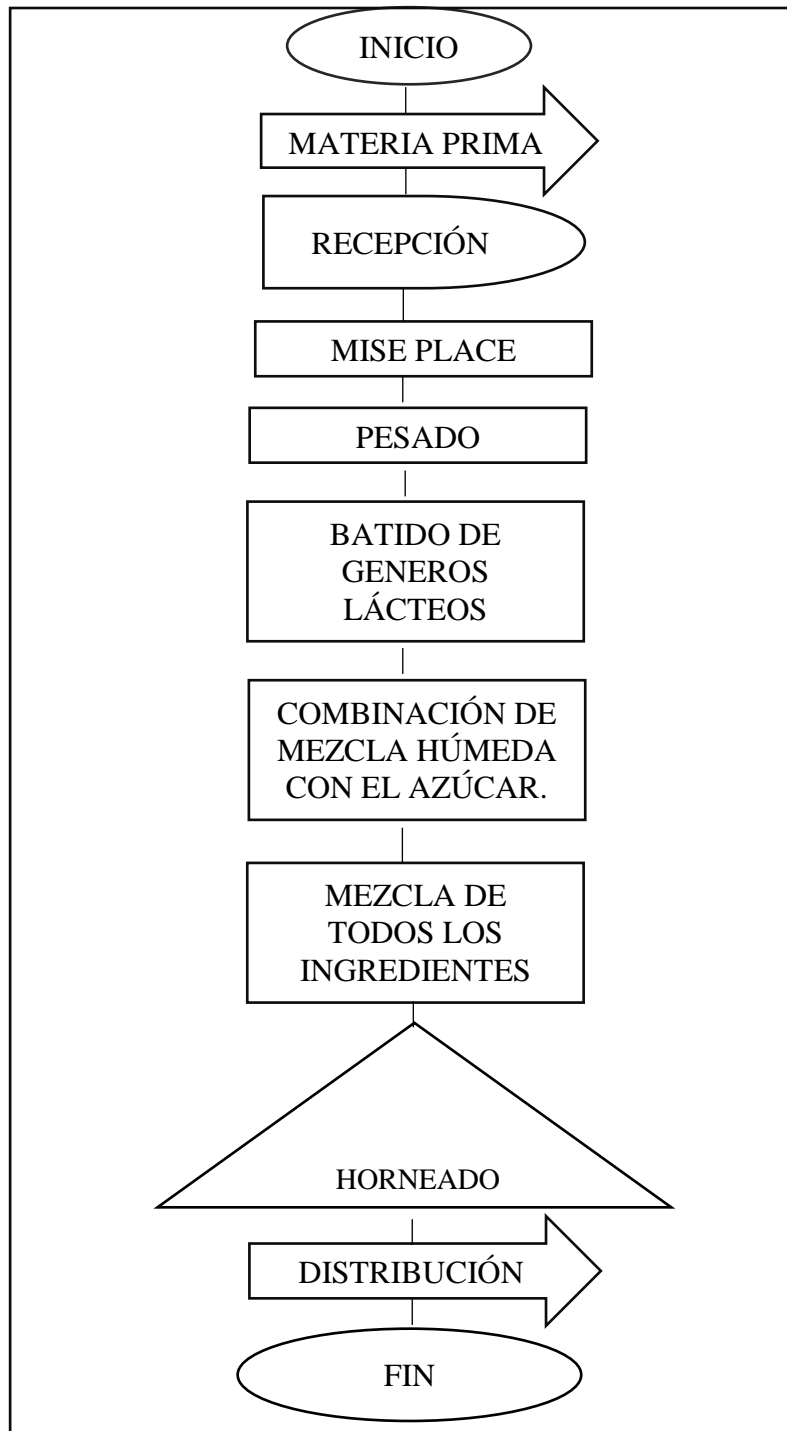 INICIO
MATERIA PRIMA
RECEPCIÓN
MISE PLACE
PESADO
BATIDO DE
GENEROS
LÁCTEOS
COMBINACIÓN DE
MEZCLA HÚMEDA
CON EL AZÚCAR.
MEZCLA DE
TODOS LOS
INGREDIENTES
HORNEADO
DISTRIBUCIÓN
FIN